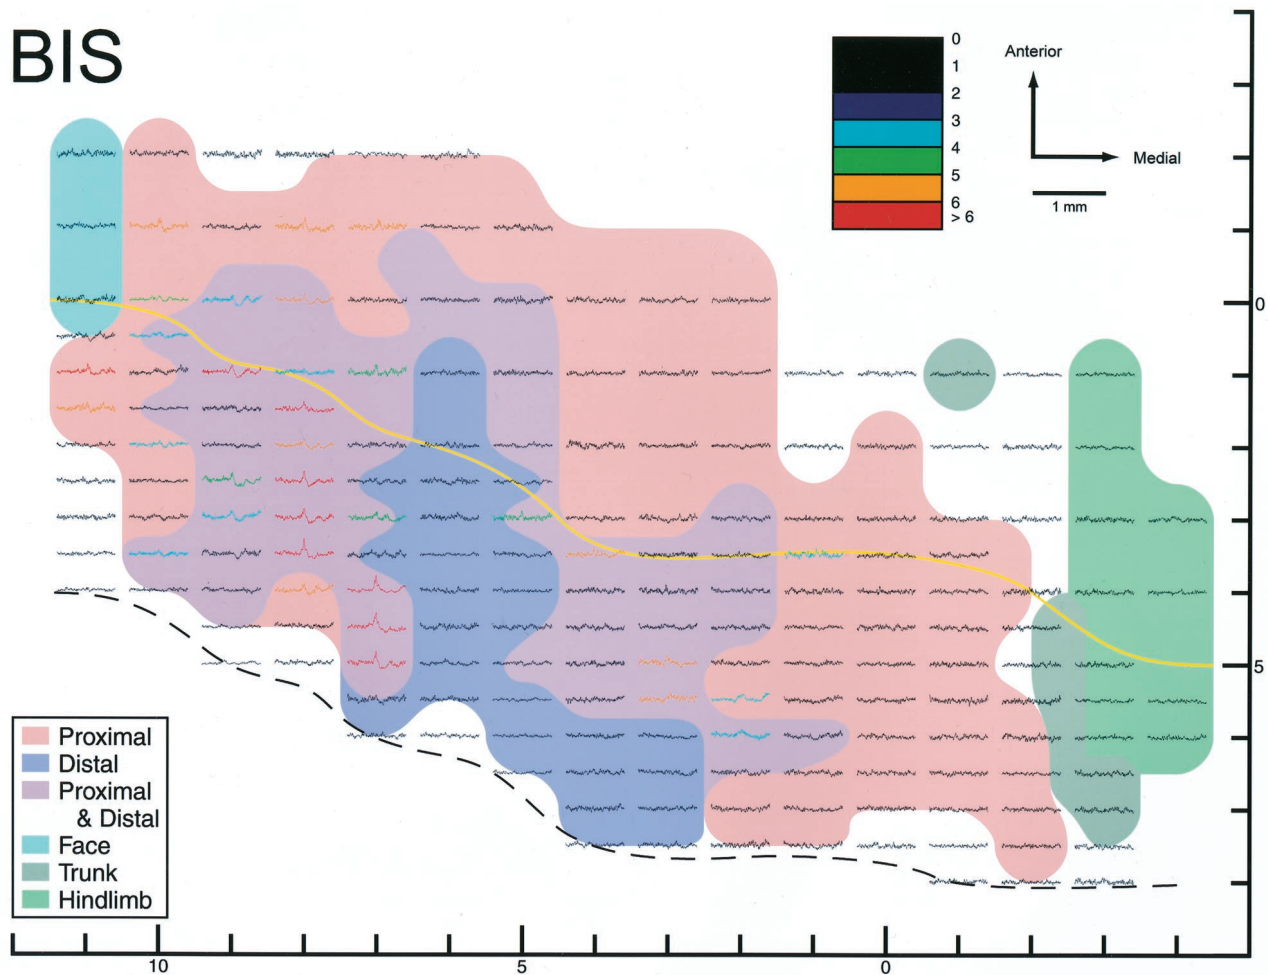 BIS
0
1
2
3
4
5
6
> 6
Anterior
Medial
1 mm
0
5
Proximal
Distal
Proximal
& Distal
Face
Trunk
Hindlimb
10
5
0